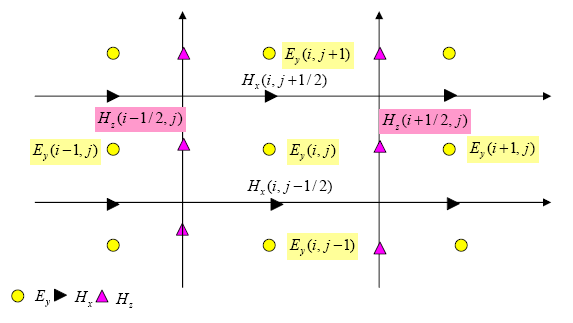 E_y(i, j+1)
H_x(i, j+1/2)
H_z(i−1/2, j) H_z(i+1/2, j)
E_y(i−1, j) E_y(i, j) E_y(i+1, j)
H_x(i, j−1/2)
E_y(i, j−1)
E_y H_x H_z